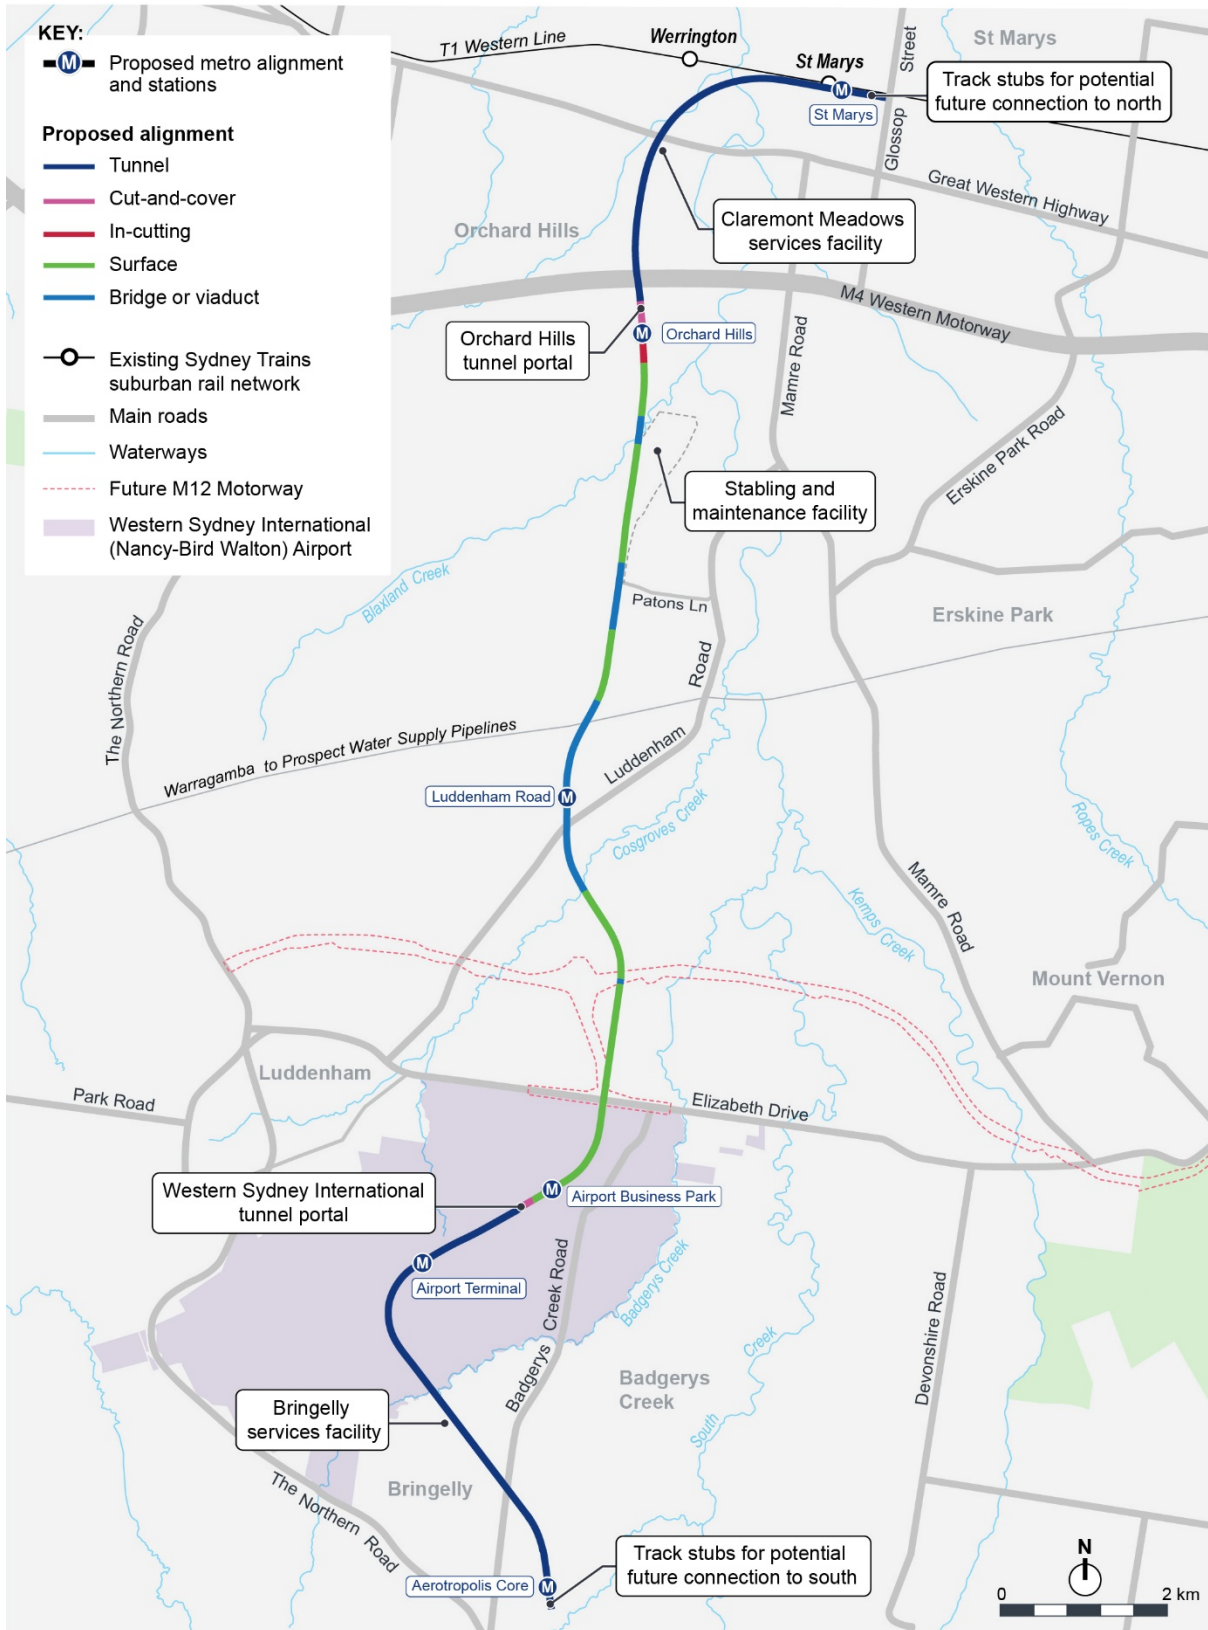 KEY:
Proposed metro alignment
and stations
Proposed alignment
Tunnel
Cut-and-cover
In-cutting
Surface
Bridge or viaduct
Existing Sydney Trains
suburban rail network
Main roads
Waterways
Future M12 Motorway
Western Sydney International
(Nancy-Bird Walton) Airport
M
T1 Western Line
Werrington
St Marys
Street
St Marys
Track stubs for potential
future connection to north
M
St Marys
Glossop
Great Western Highway
Claremont Meadows
services facility
Orchard Hills
M4 Western Motorway
Orchard Hills
tunnel portal
M
Orchard Hills
Mamre Road
Erskine Park Road
Stabling and
maintenance facility
Blaxland Creek
Patons Ln
Erskine Park
The Northern Road
Road
Luddenham
Warragamba to Prospect Water Supply Pipelines
Luddenham Road
M
Cosgroves Creek
Ropes Creek
Kemps Creek
Mamre Road
Mount Vernon
Luddenham
Park Road
Elizabeth Drive
Western Sydney International
tunnel portal
M
Airport Business Park
M
Airport Terminal
Badgerys Creek Road
Badgerys Creek
Devonshire Road
Badgerys
Creek
South
Creek
Bringelly
services facility
Bringelly
The Northern Road
Aerotropolis Core
M
Track stubs for potential
future connection to south
N
0
2 km